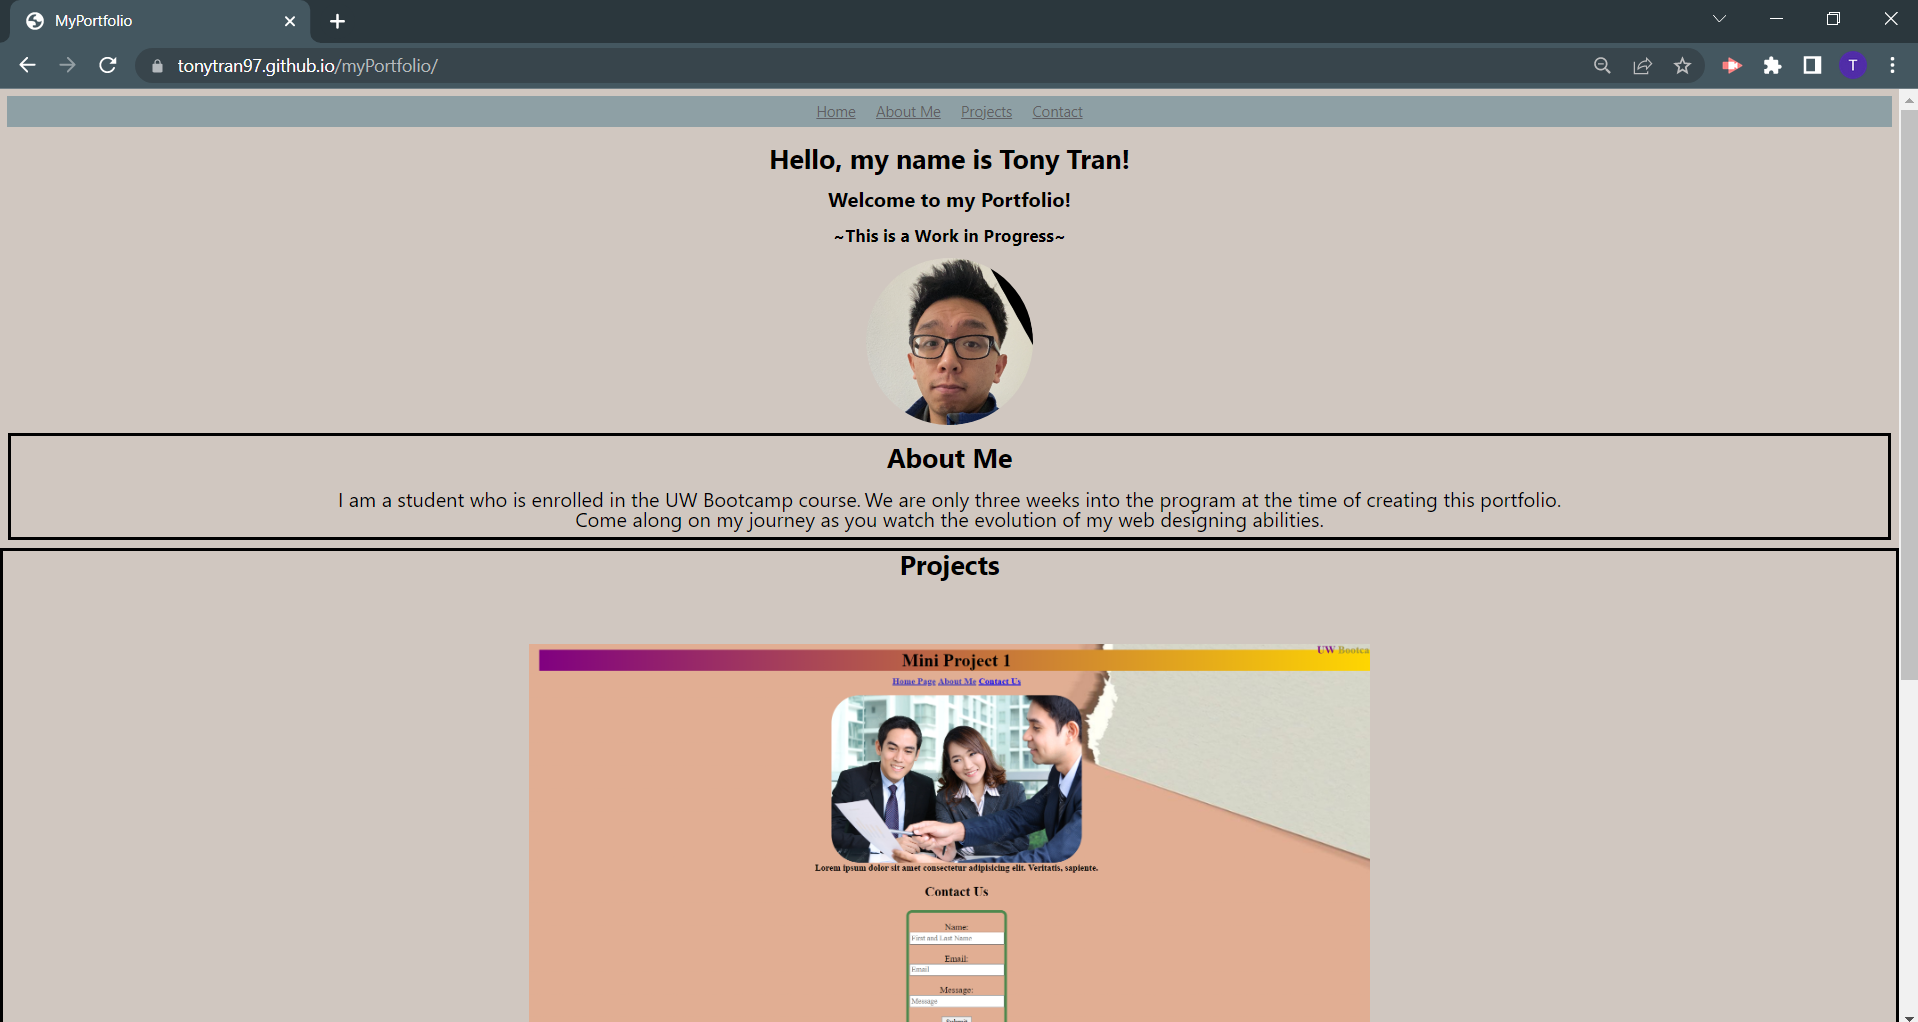 MyPortfolio
tonytran97.github.io/myPortfolio/
T
Home About Me Projects Contact
Hello, my name is Tony Tran!
Welcome to my Portfolio!
~This is a Work in Progress~
About Me
I am a student who is enrolled in the UW Bootcamp course. We are only three weeks into the program at the time of creating this portfolio.
Come along on my journey as you watch the evolution of my web designing abilities.
Projects
UW Bootca
Mini Project 1
Home Page About Me Contact Us
Lorem ipsum dolor sit amet consectetur adipisicing elit. Veritatis, sapiente.
Contact Us
Name:
First and Last Name
Email:
Email
Message:
Message
Submit